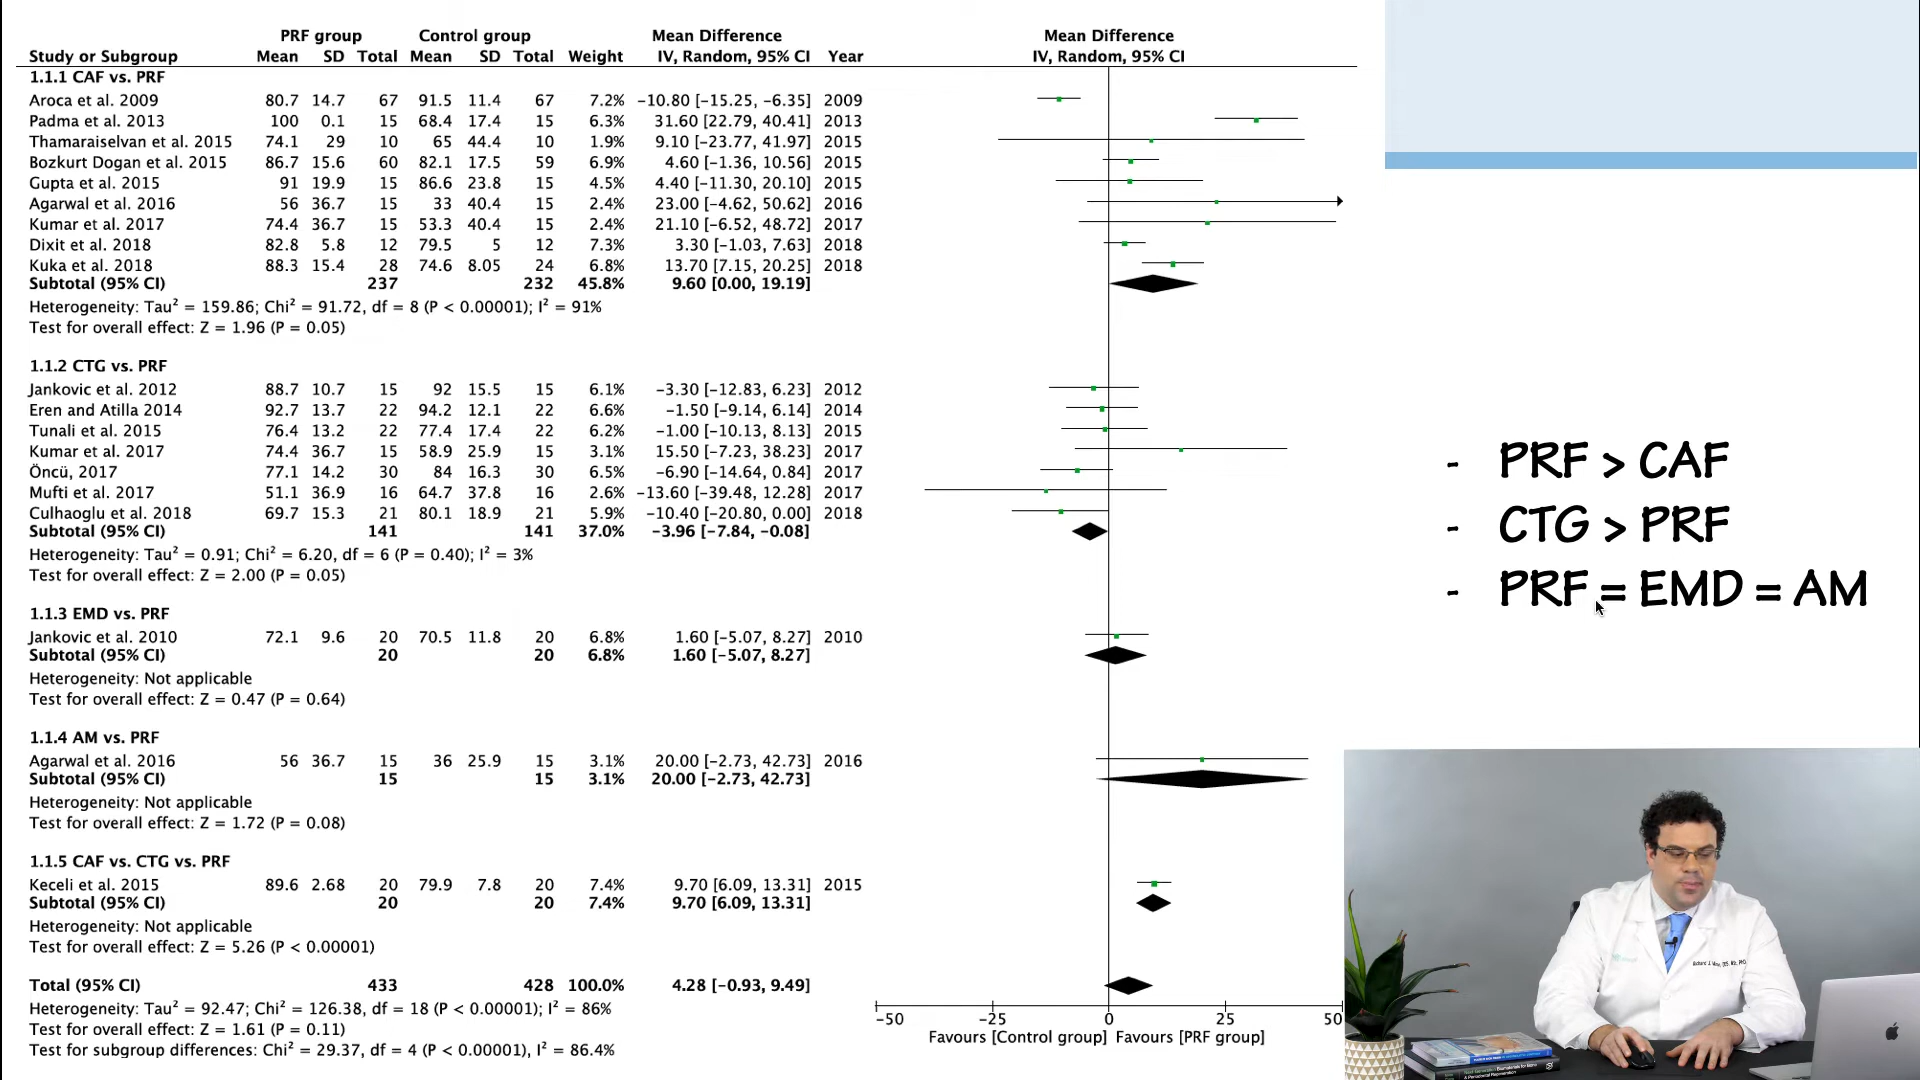 PRF group Control group Mean Difference Mean Difference
Study or Subgroup Mean SD Total Mean SD Total Weight IV, Random, 95% CI Year IV, Random, 95% CI
1.1.1 CAF vs. PRF
Aroca et al. 2009 80.7 14.7 67 91.5 11.4 67 7.2% −10.80 [−15.25, −6.35] 2009
Padma et al. 2013 100 0.1 15 68.4 17.4 15 6.3% 31.60 [22.79, 40.41] 2013
Thamaraiselvan et al. 2015 74.1 29 10 65 44.4 10 1.9% 9.10 [−23.77, 41.97] 2015
Bozkurt Dogan et al. 2015 86.7 15.6 60 82.1 17.5 59 6.9% 4.60 [−1.36, 10.56] 2015
Gupta et al. 2015 91 19.9 15 86.6 23.8 15 4.5% 4.40 [−11.30, 20.10] 2015
Agarwal et al. 2016 56 36.7 15 33 40.4 15 2.4% 23.00 [−4.62, 50.62] 2016
Kumar et al. 2017 74.4 36.7 15 53.3 40.4 15 2.4% 21.10 [−6.52, 48.72] 2017
Dixit et al. 2018 82.8 5.8 12 79.5 5 12 7.3% 3.30 [−1.03, 7.63] 2018
Kuka et al. 2018 88.3 15.4 28 74.6 8.05 24 6.8% 13.70 [7.15, 20.25] 2018
Subtotal (95% CI) 237 232 45.8% 9.60 [0.00, 19.19]
Heterogeneity: Tau² = 159.86; Chi² = 91.72, df = 8 (P < 0.00001); I² = 91%
Test for overall effect: Z = 1.96 (P = 0.05)
1.1.2 CTG vs. PRF
Jankovic et al. 2012 88.7 10.7 15 92 15.5 15 6.1% −3.30 [−12.83, 6.23] 2012
Eren and Atilla 2014 92.7 13.7 22 94.2 12.1 22 6.6% −1.50 [−9.14, 6.14] 2014
Tunali et al. 2015 76.4 13.2 22 77.4 17.4 22 6.2% −1.00 [−10.13, 8.13] 2015
Kumar et al. 2017 74.4 36.7 15 58.9 25.9 15 3.1% 15.50 [−7.23, 38.23] 2017
Öncü, 2017 77.1 14.2 30 84 16.3 30 6.5% −6.90 [−14.64, 0.84] 2017
Mufti et al. 2017 51.1 36.9 16 64.7 37.8 16 2.6% −13.60 [−39.48, 12.28] 2017
Culhaoglu et al. 2018 69.7 15.3 21 80.1 18.9 21 5.9% −10.40 [−20.80, 0.00] 2018
Subtotal (95% CI) 141 141 37.0% −3.96 [−7.84, −0.08]
Heterogeneity: Tau² = 0.91; Chi² = 6.20, df = 6 (P = 0.40); I² = 3%
Test for overall effect: Z = 2.00 (P = 0.05)
1.1.3 EMD vs. PRF
Jankovic et al. 2010 72.1 9.6 20 70.5 11.8 20 6.8% 1.60 [−5.07, 8.27] 2010
Subtotal (95% CI) 20 20 6.8% 1.60 [−5.07, 8.27]
Heterogeneity: Not applicable
Test for overall effect: Z = 0.47 (P = 0.64)
1.1.4 AM vs. PRF
Agarwal et al. 2016 56 36.7 15 36 25.9 15 3.1% 20.00 [−2.73, 42.73] 2016
Subtotal (95% CI) 15 15 3.1% 20.00 [−2.73, 42.73]
Heterogeneity: Not applicable
Test for overall effect: Z = 1.72 (P = 0.08)
1.1.5 CAF vs. CTG vs. PRF
Keceli et al. 2015 89.6 2.68 20 79.9 7.8 20 7.4% 9.70 [6.09, 13.31] 2015
Subtotal (95% CI) 20 20 7.4% 9.70 [6.09, 13.31]
Heterogeneity: Not applicable
Test for overall effect: Z = 5.26 (P < 0.00001)
Total (95% CI) 433 428 100.0% 4.28 [−0.93, 9.49]
Heterogeneity: Tau² = 92.47; Chi² = 126.38, df = 18 (P < 0.00001); I² = 86%
Test for overall effect: Z = 1.61 (P = 0.11)
Test for subgroup differences: Chi² = 29.37, df = 4 (P < 0.00001), I² = 86.4%
−50 −25 0 25 50
Favours [Control group] Favours [PRF group]
- PRF > CAF
- CTG > PRF
- PRF = EMD = AM